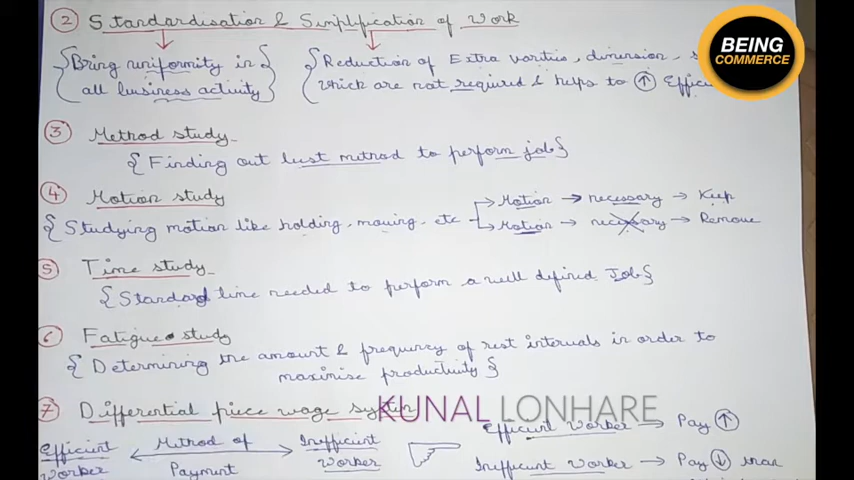 ② Standardisation & Simplification of work
BEING
COMMERCE
{Bring uniformity in all business activity}
{Reduction of Extra varities, dimension,
which are not required & helps to ↑
③ Method study
{Finding out best method to perform job}
④ Motion study
{Studying motion like holding, moving, etc
Motion → necessary → Keep
Motion → necessary → Remove
⑤ Time study
{Standard time needed to perform a well defined Job}
⑥ Fatigue study
{Determining the amount & frequency of rest intervals in order to
maximise productivity}
⑦ Differential piece wage system
KUNAL LONHARE
Efficient worker ← Method of Payment → Inefficient worker
Efficient worker → Pay ↑
Inefficient worker → Pay ↓ than